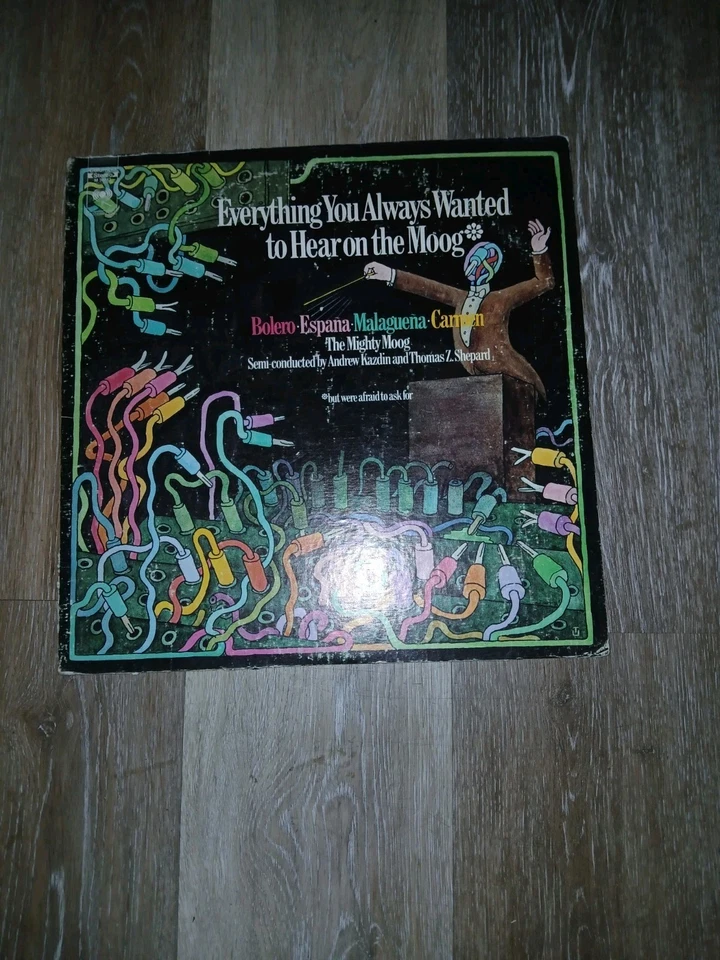 Everything You Always Wanted
to Hear on the Moog*
Bolero·España·Malagueña·Carmen
The Mighty Moog
Semi-conducted by Andrew Kazdin and Thomas Z. Shepard
*but were afraid to ask for